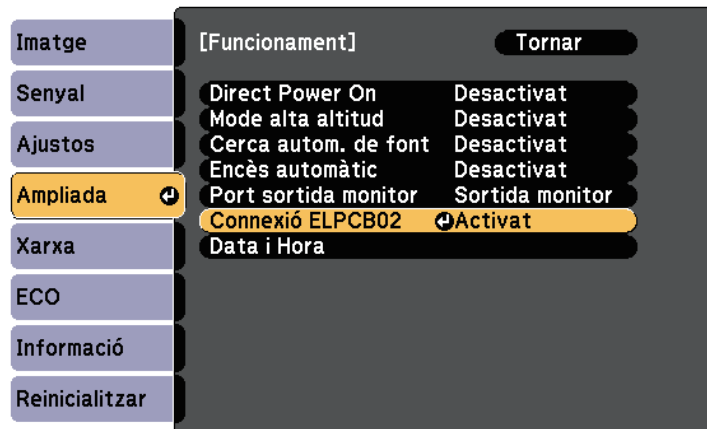 Imatge
Senyal
Ajustos
Ampliada
Xarxa
ECO
Informació
Reinicialitzar
[Funcionament] Tornar
Direct Power On Desactivat
Mode alta altitud Desactivat
Cerca autom. de font Desactivat
Encès automàtic Desactivat
Port sortida monitor Sortida monitor
Connexió ELPCB02 Activat
Data i Hora